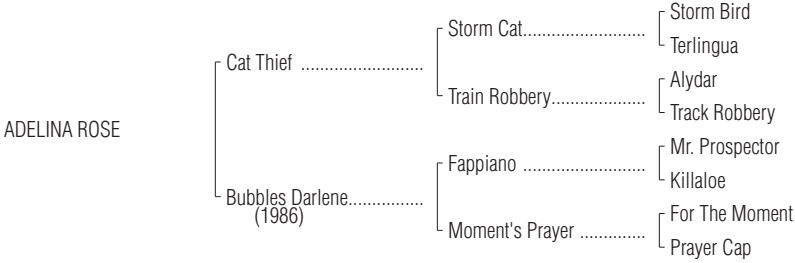 Storm Bird
Storm Cat..........................
Terlingua
Cat Thief ..........................
Alydar
Train Robbery....................
Track Robbery
ADELINA ROSE
Mr. Prospector
Fappiano ..........................
Killaloe
Bubbles Darlene................
(1986)
For The Moment
Moment's Prayer ..............
Prayer Cap